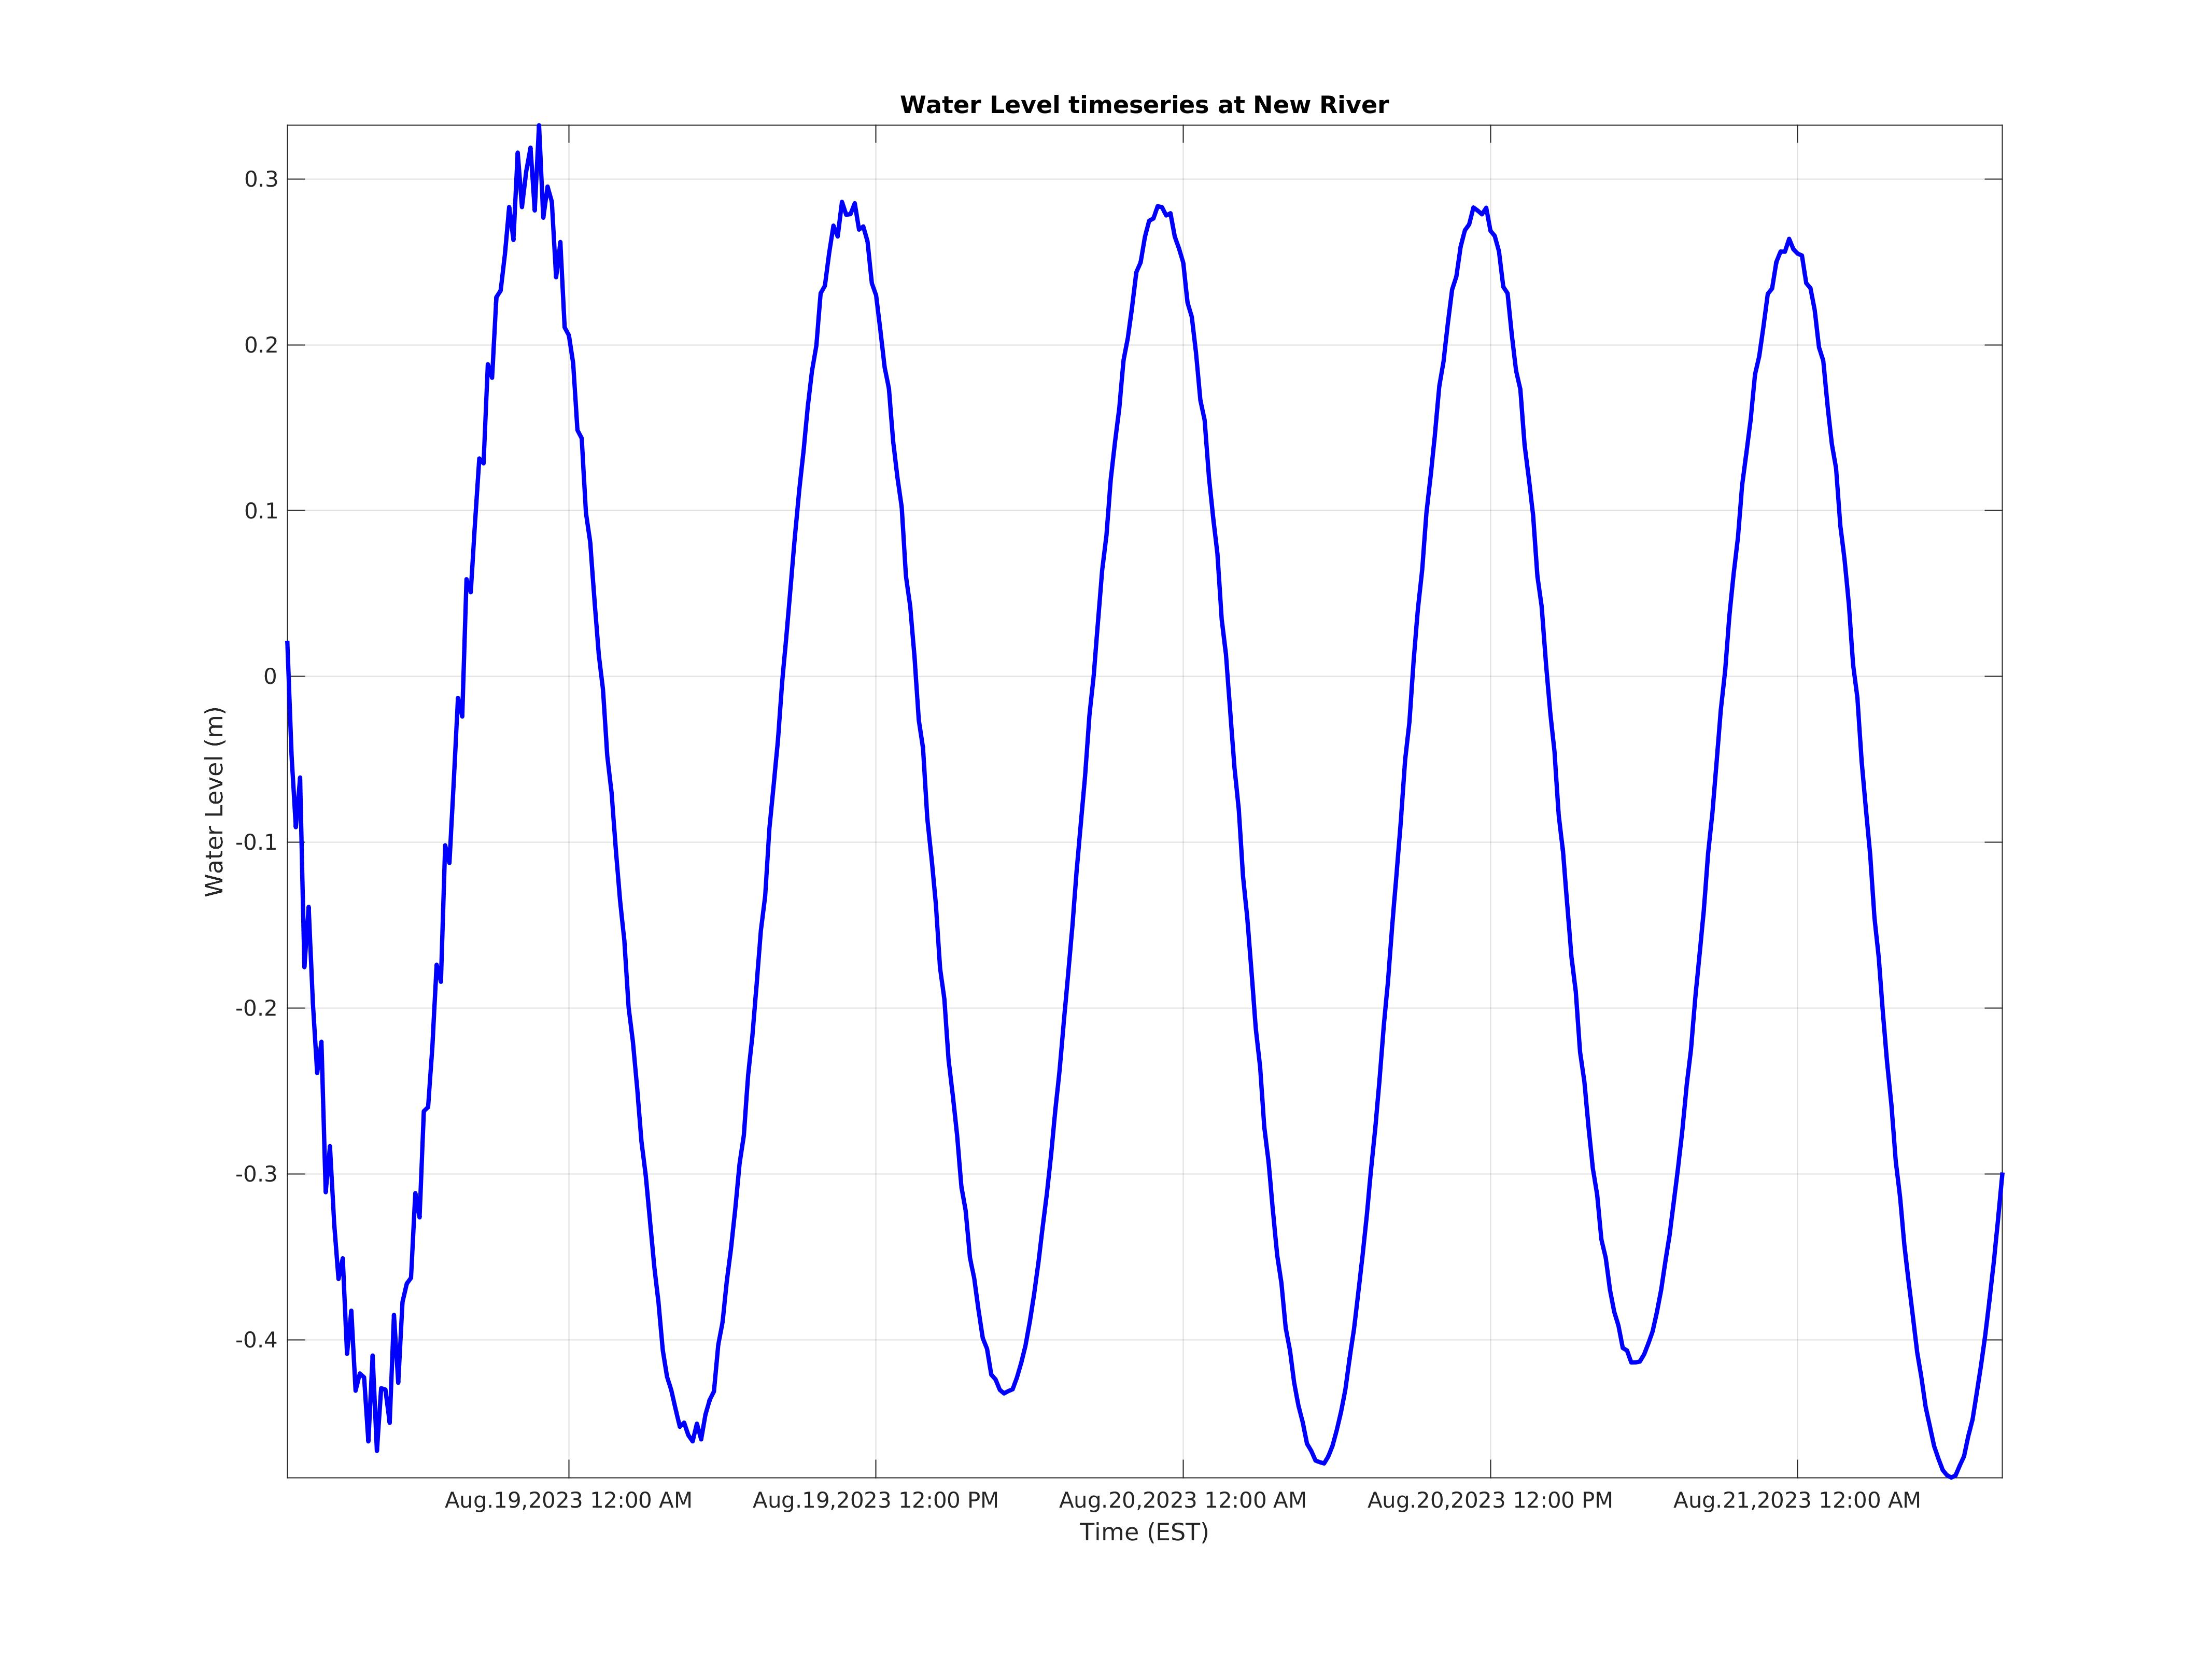 Water Level timeseries at New River
0.3
0.2
0.1
0
-0.1
-0.2
-0.3
-0.4
Water Level (m)
Aug.19,2023 12:00 AM
Aug.19,2023 12:00 PM
Aug.20,2023 12:00 AM
Aug.20,2023 12:00 PM
Aug.21,2023 12:00 AM
Time (EST)